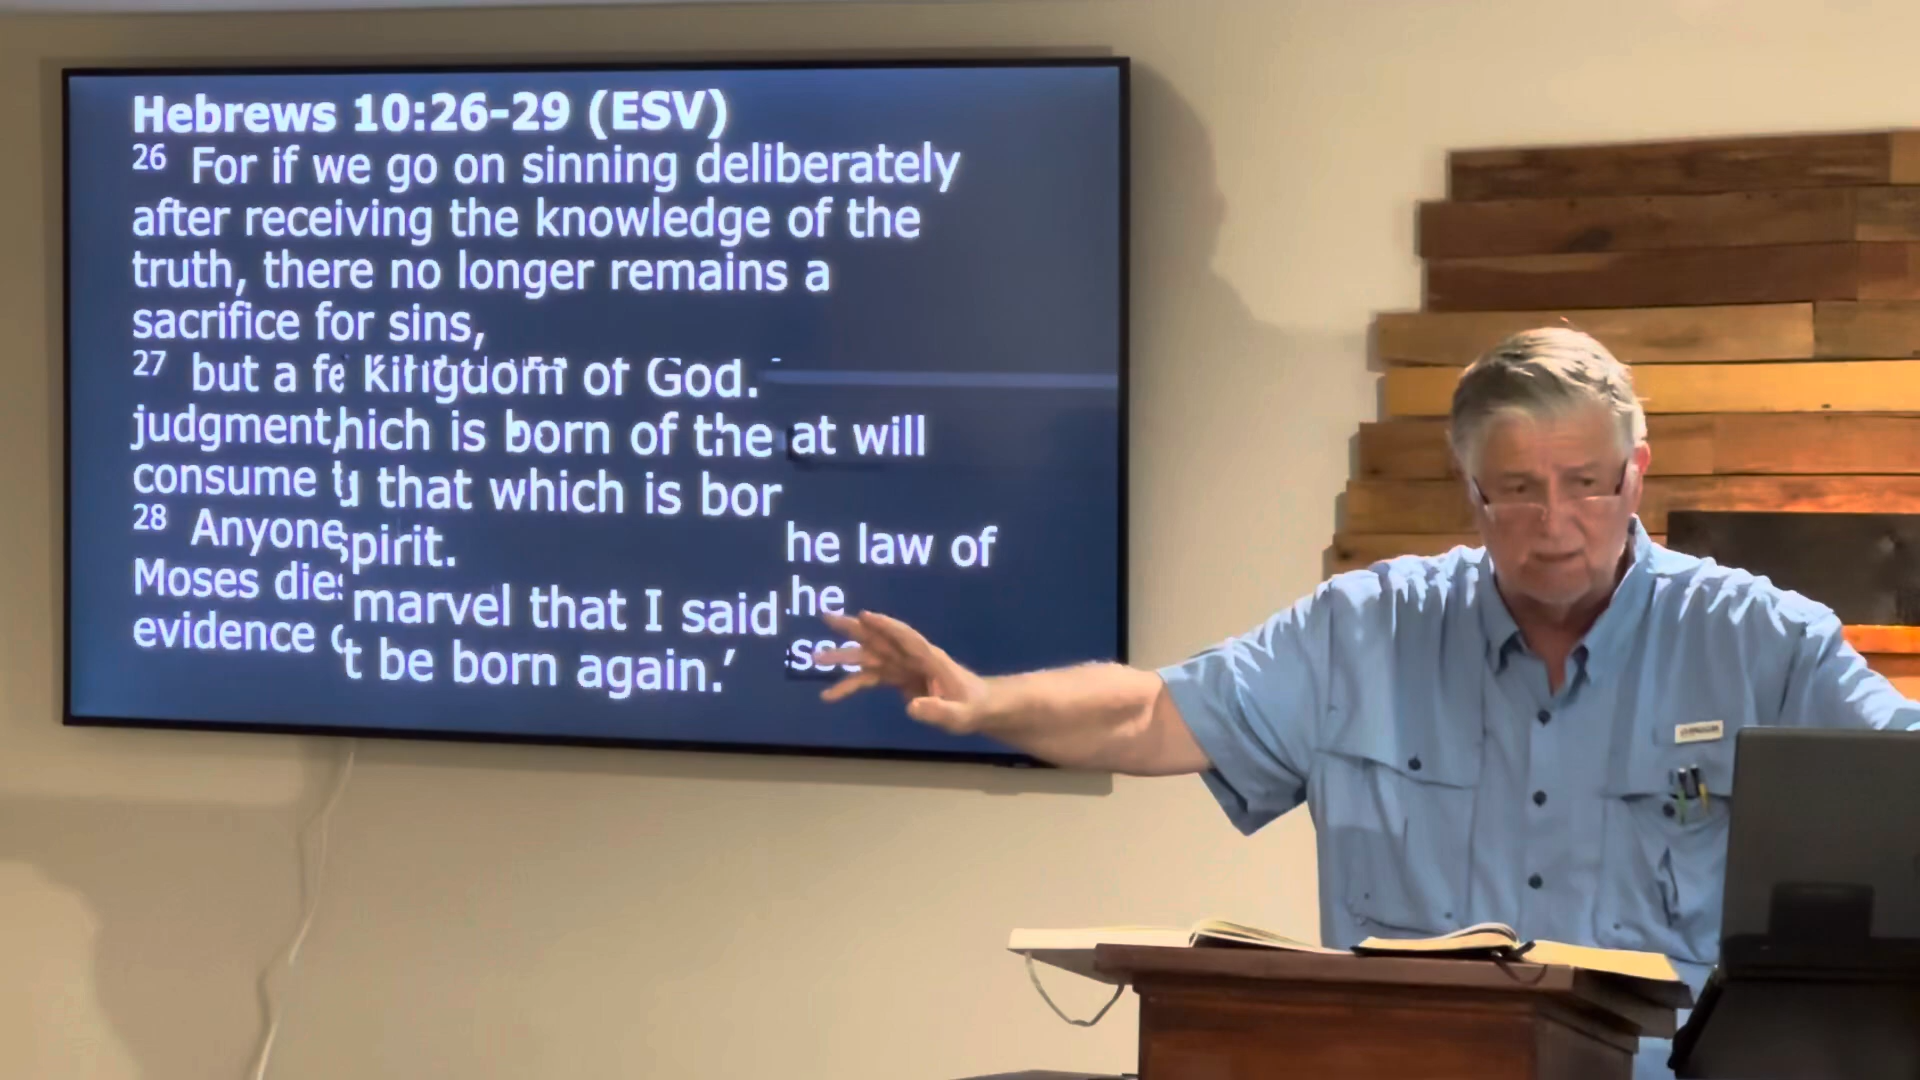 Hebrews 10:26-29 (ESV)
26 For if we go on sinning deliberately
after receiving the knowledge of the
truth, there no longer remains a
sacrifice for sins,
27 but a kingdom of God.
judgment, hich is born of the at will
consume that which is bor
28 Anyone spirit. he law of
Moses marvel that I said he
evidence t be born again.’